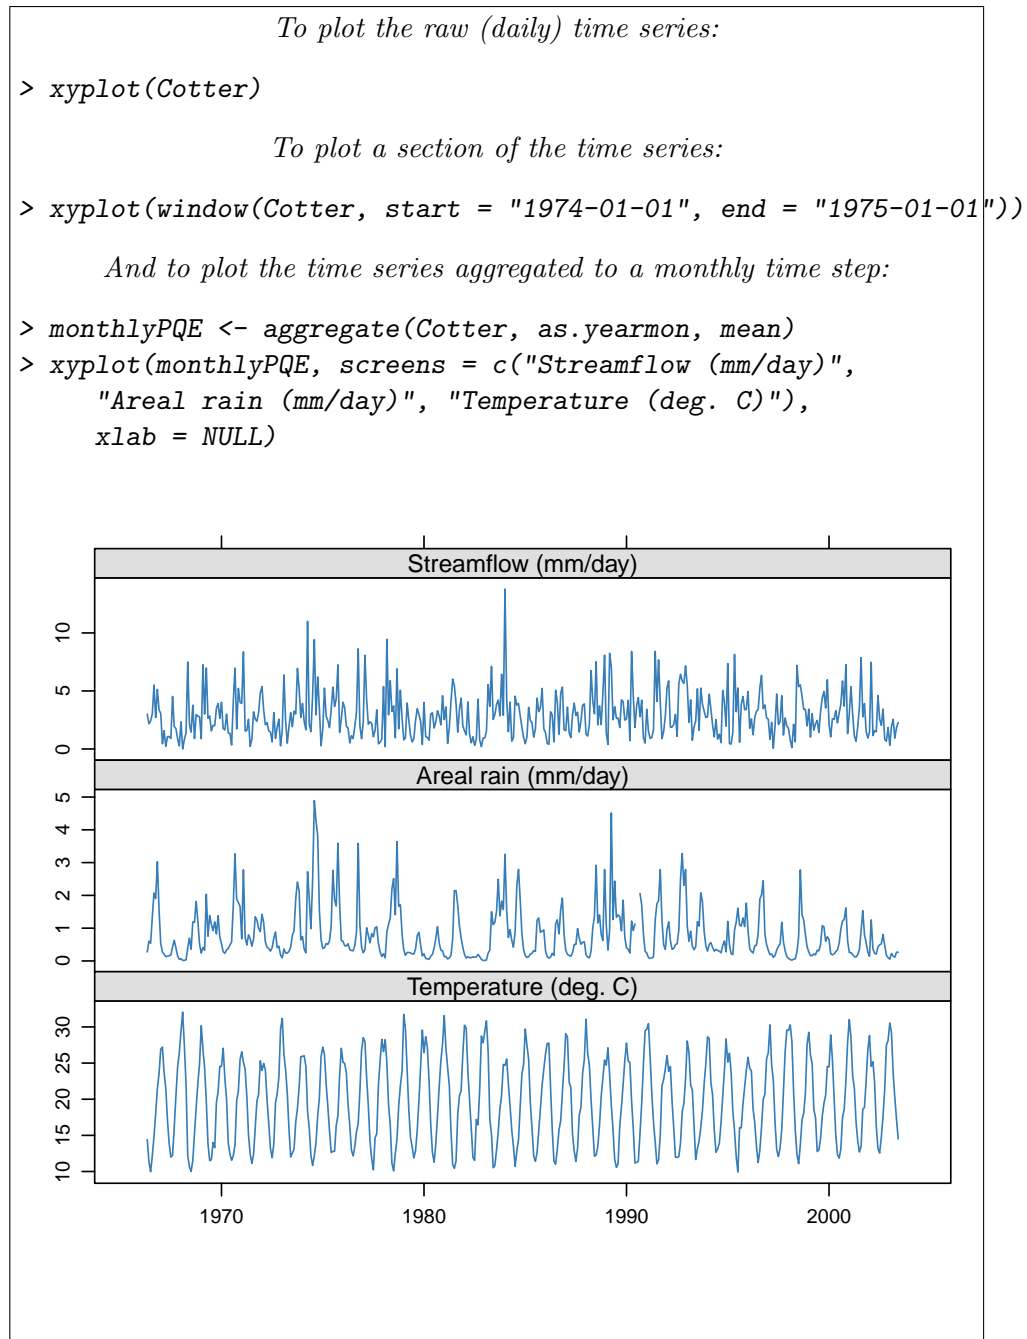 To plot the raw (daily) time series:
> xyplot(Cotter)
To plot a section of the time series:
> xyplot(window(Cotter, start = "1974-01-01", end = "1975-01-01"))
And to plot the time series aggregated to a monthly time step:
> monthlyPQE <- aggregate(Cotter, as.yearmon, mean)
> xyplot(monthlyPQE, screens = c("Streamflow (mm/day)",
"Areal rain (mm/day)", "Temperature (deg. C)"),
xlab = NULL)
Streamflow (mm/day)
10
5
0
Areal rain (mm/day)
5
4
3
2
1
0
Temperature (deg. C)
30
25
20
15
10
1970 1980 1990 2000